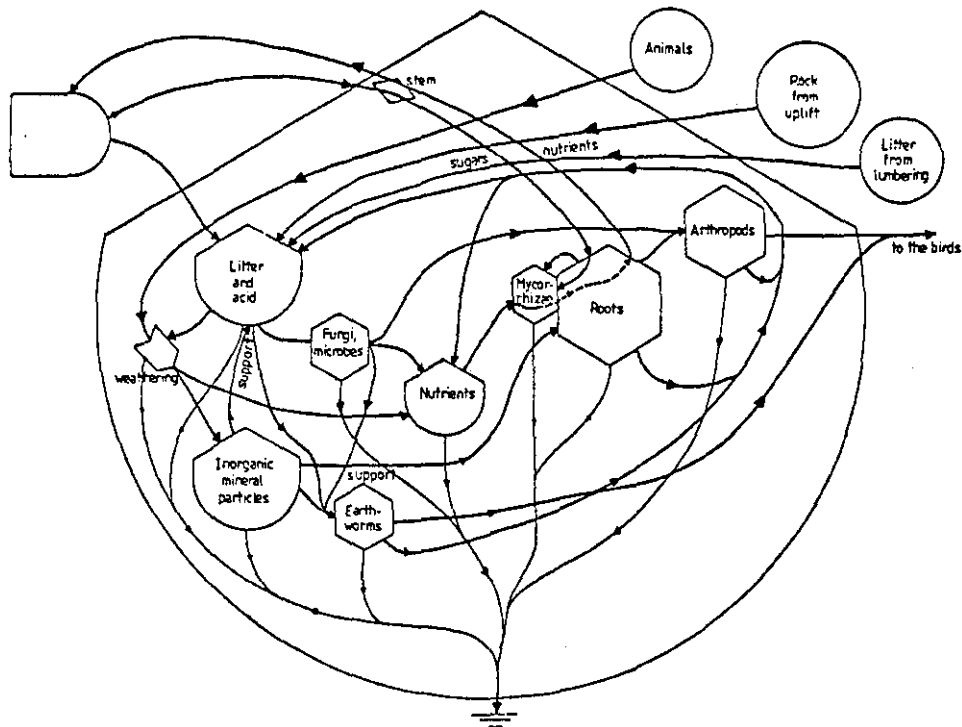 Animals
stem
Rock
from
uplift
Litter
from
lumbering
nutrients
sugars
Arthropods
to the birds
Litter
and
acid
Mycor-
rhizae
Roots
Fungi,
microbes
support
weathering
Nutrients
Inorganic
mineral
particles
support
Earth-
worms